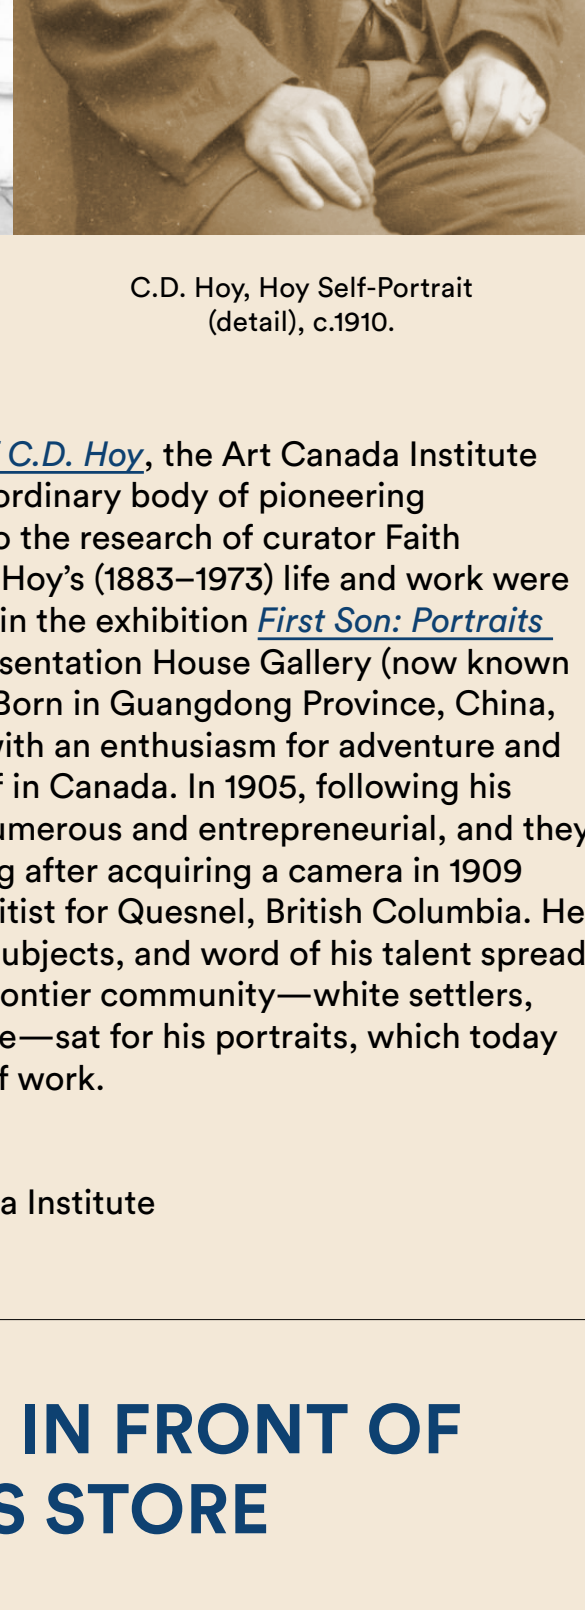 C.D. Hoy, Hoy Self-Portrait
(detail), c.1910.
C.D. Hoy, the Art Canada Institute
ordinary body of pioneering
o the research of curator Faith
Hoy’s (1883–1973) life and work were
in the exhibition First Son: Portraits
sentation House Gallery (now known
Born in Guangdong Province, China,
with an enthusiasm for adventure and
f in Canada. In 1905, following his
umerous and entrepreneurial, and they
g after acquiring a camera in 1909
itist for Quesnel, British Columbia. He
ubjects, and word of his talent spread
ontier community—white settlers,
e—sat for his portraits, which today
f work.
a Institute
IN FRONT OF
S STORE